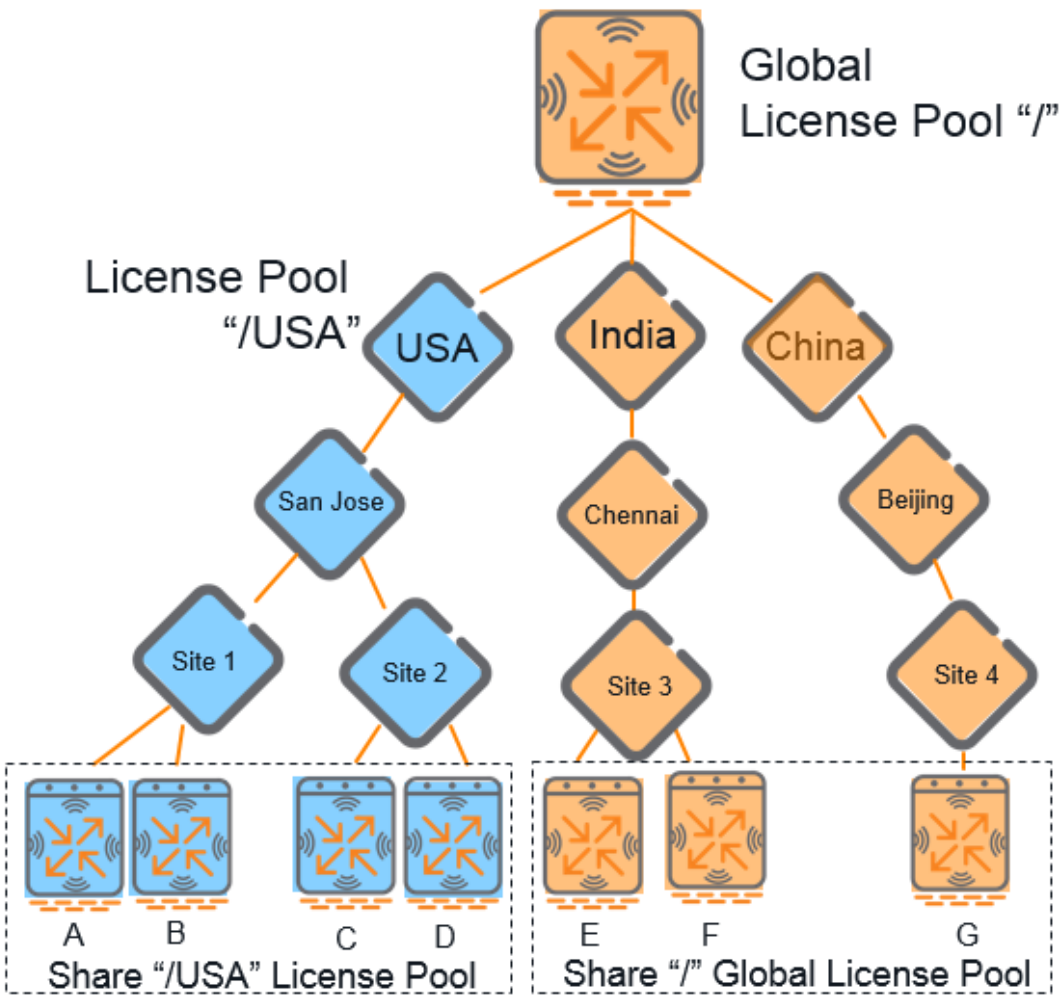 Global
License Pool “/”
License Pool
“/USA”
USA
India
China
San Jose
Chennai
Beijing
Site 1
Site 2
Site 3
Site 4
A
B
C
D
E
F
G
Share “/USA” License Pool
Share “/” Global License Pool